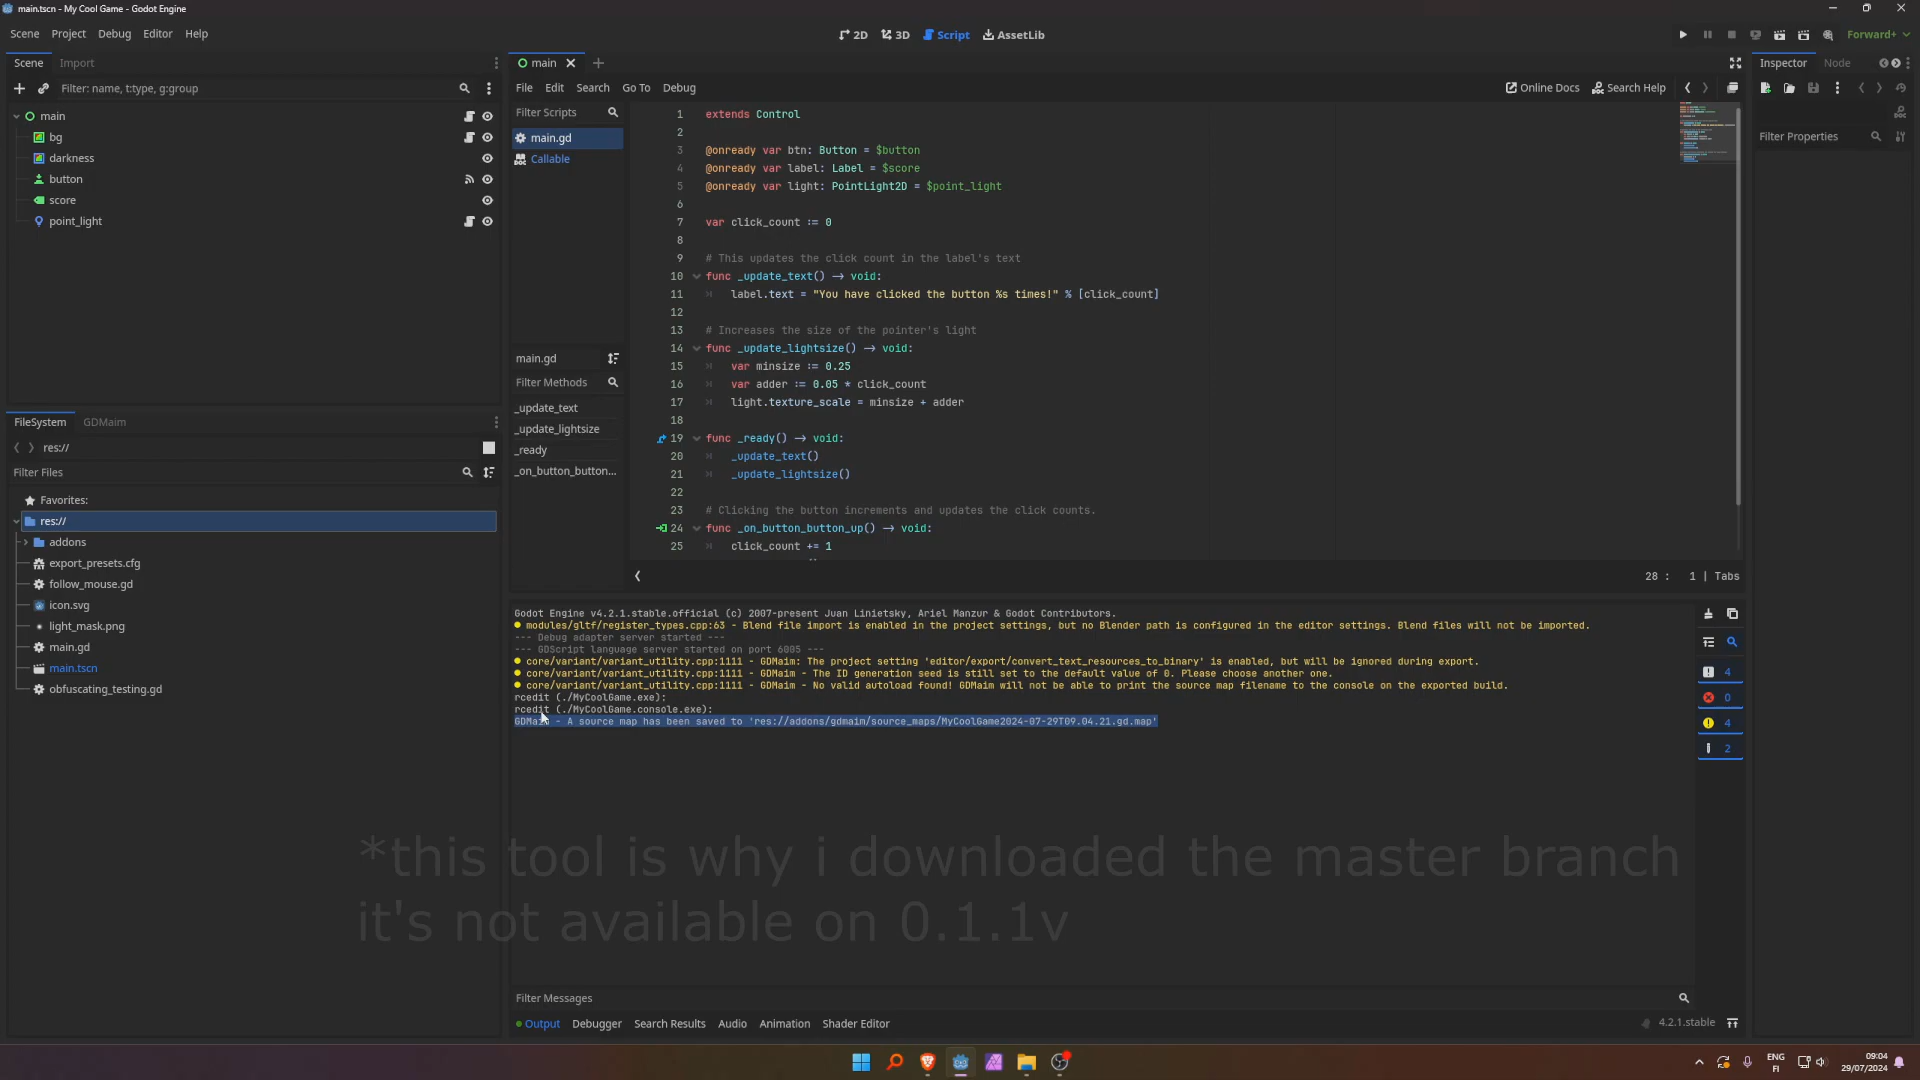 main.tscn - My Cool Game - Godot Engine
Scene Project Debug Editor Help
2D 3D Script AssetLib
Forward+
Scene Import
Filter: name, t:type, g:group
main
bg
darkness
button
score
point_light
FileSystem GDMaim
res://
Filter Files
Favorites:
res://
addons
export_presets.cfg
follow_mouse.gd
icon.svg
light_mask.png
main.gd
main.tscn
obfuscating_testing.gd
main
File Edit Search Go To Debug
Online Docs Search Help
Filter Scripts
main.gd
Callable
main.gd
Filter Methods
_update_text
_update_lightsize
_ready
_on_button_button...
1 extends Control
2
3 @onready var btn: Button = $button
4 @onready var label: Label = $score
5 @onready var light: PointLight2D = $point_light
6
7 var click_count := 0
8
9 # This updates the click count in the label's text
10 func _update_text() -> void:
11 label.text = "You have clicked the button %s times!" % [click_count]
12
13 # Increases the size of the pointer's light
14 func _update_lightsize() -> void:
15 var minsize := 0.25
16 var adder := 0.05 * click_count
17 light.texture_scale = minsize + adder
18
19 func _ready() -> void:
20 _update_text()
21 _update_lightsize()
22
23 # Clicking the button increments and updates the click counts.
24 func _on_button_button_up() -> void:
25 click_count += 1
28 : 1 | Tabs
Godot Engine v4.2.1.stable.official (c) 2007-present Juan Linietsky, Ariel Manzur & Godot Contributors.
modules/gltf/register_types.cpp:63 - Blend file import is enabled in the project settings, but no Blender path is configured in the editor settings. Blend files will not be imported.
--- Debug adapter server started ---
--- GDScript language server started on port 6005 ---
core/variant/variant_utility.cpp:1111 - GDMaim: The project setting 'editor/export/convert_text_resources_to_binary' is enabled, but will be ignored during export.
core/variant/variant_utility.cpp:1111 - GDMaim - The ID generation seed is still set to the default value of 0. Please choose another one.
core/variant/variant_utility.cpp:1111 - GDMaim - No valid autoload found! GDMaim will not be able to print the source map filename to the console on the exported build.
rcedit (./MyCoolGame.exe):
rcedit (./MyCoolGame.console.exe):
GDMaim - A source map has been saved to 'res://addons/gdmaim/source_maps/MyCoolGame2024-07-29T09.04.21.gd.map'
4
0
4
2
*this tool is why i downloaded the master branch
it's not available on 0.1.1v
Filter Messages
Output Debugger Search Results Audio Animation Shader Editor
4.2.1.stable
Inspector Node
Filter Properties
ENG
FI
09:04
29/07/2024